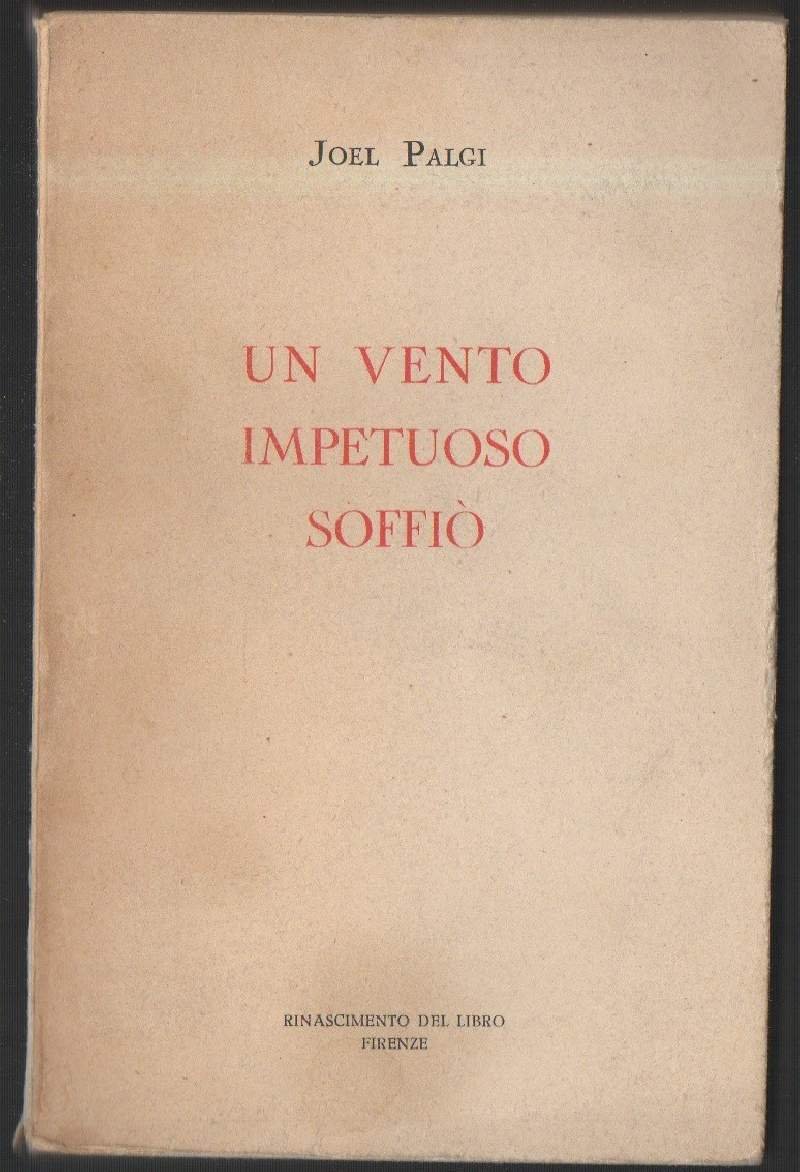 Joel Palgi
UN VENTO
IMPETUOSO
SOFFIÒ
RINASCIMENTO DEL LIBRO
FIRENZE